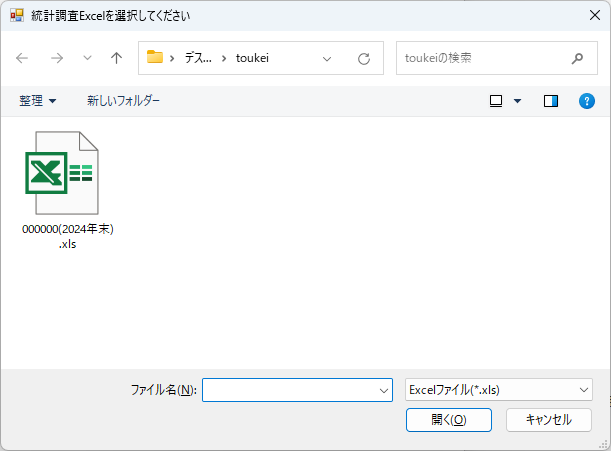 統計調査Excelを選択してください
デス...
toukei
toukeiの検索
整理
新しいフォルダー
000000(2024年末)
.xls
ファイル名(N):
Excelファイル(*.xls)
開く(O)
キャンセル